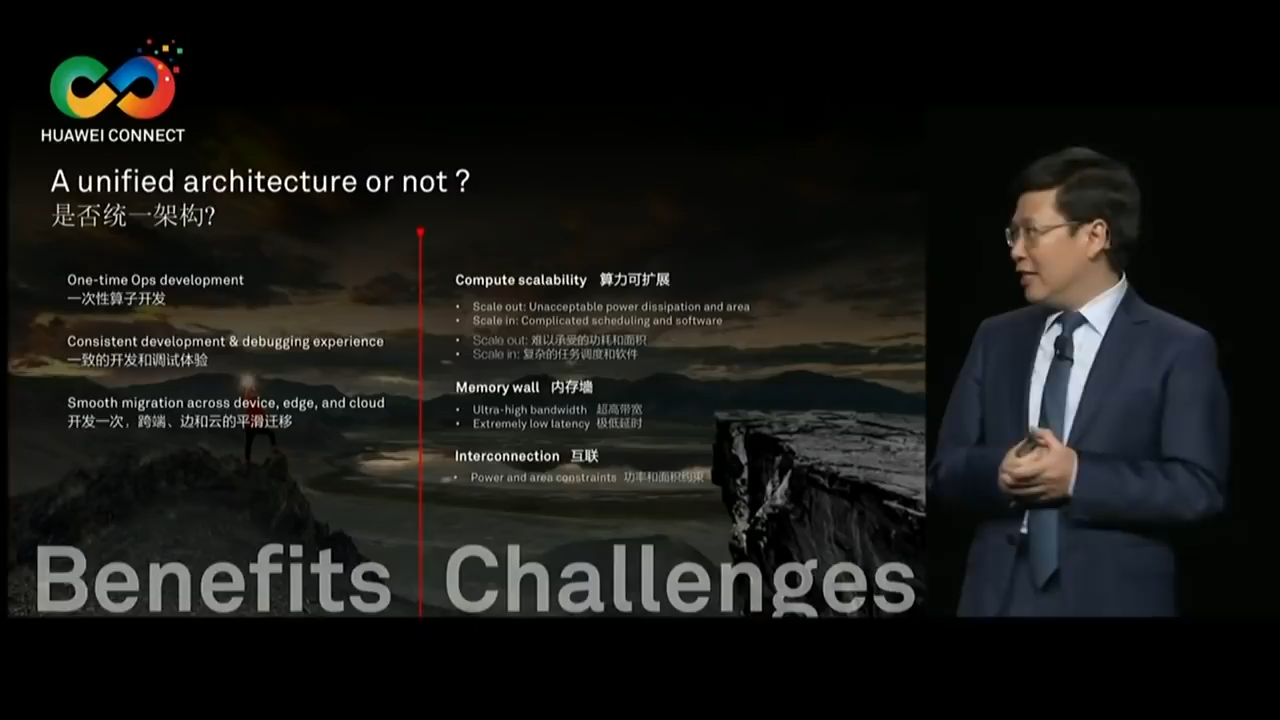 HUAWEI CONNECT
A unified architecture or not ?
是否统一架构?
One-time Ops development
一次性算子开发
Consistent development & debugging experience
一致的开发和调试体验
Smooth migration across device, edge, and cloud
开发一次，跨端、边和云的平滑迁移
Benefits
Compute scalability 算力可扩展
• Scale out: Unacceptable power dissipation and area
• Scale in: Complicated scheduling and software
• Scale out: 难以承受的功耗和面积
• Scale in: 复杂的任务调度和软件
Memory wall 内存墙
• Ultra-high bandwidth 超高带宽
• Extremely low latency 极低延时
Interconnection 互联
• Power and area constraints 功率和面积约束
Challenges